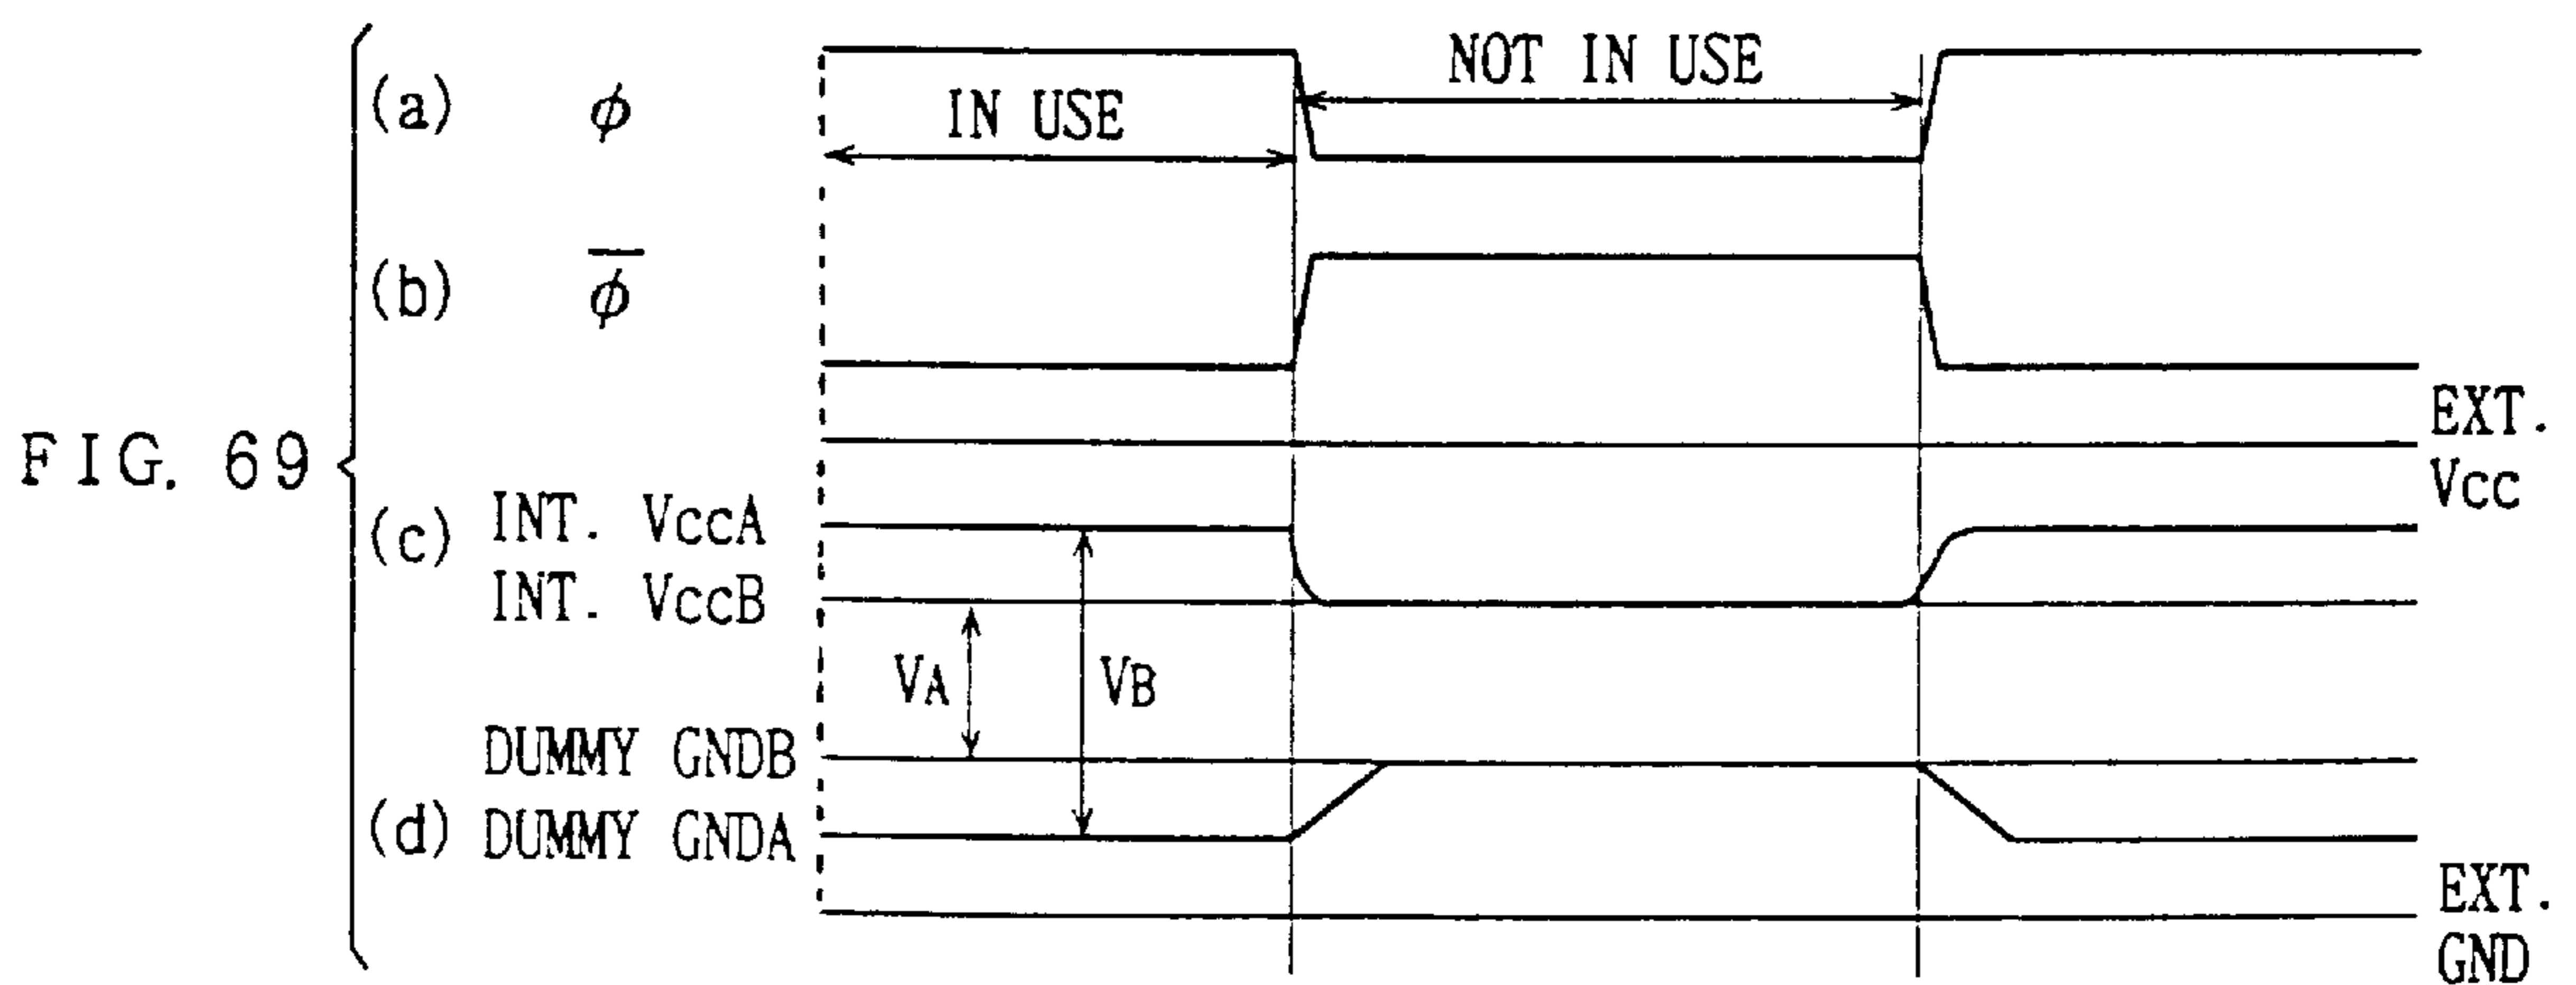 FIG. 69
(a) φ
IN USE
NOT IN USE
(b) φ̅
EXT.
Vcc
(c) INT. VccA
INT. VccB
VA
VB
DUMMY GNDB
(d) DUMMY GNDA
EXT.
GND